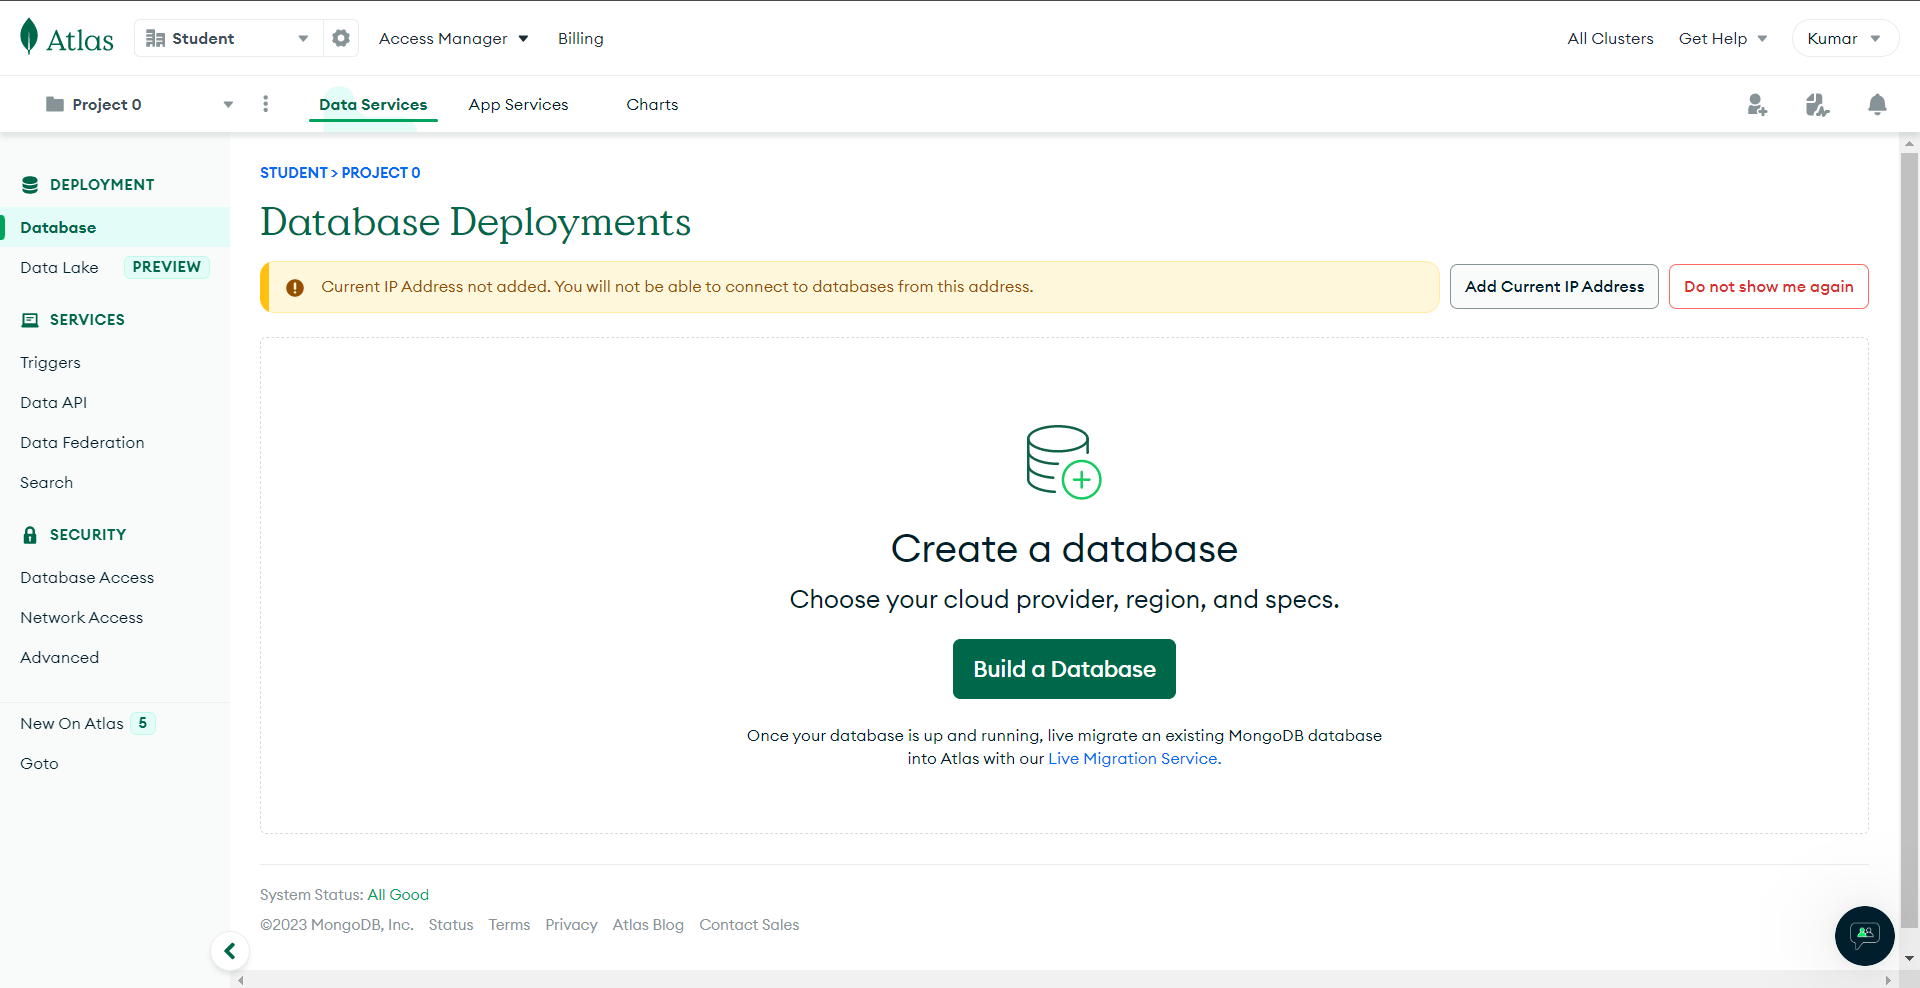 Atlas
Student
Access Manager
Billing
All Clusters
Get Help
Kumar
Project 0
Data Services
App Services
Charts
DEPLOYMENT
Database
Data Lake PREVIEW
SERVICES
Triggers
Data API
Data Federation
Search
SECURITY
Database Access
Network Access
Advanced
New On Atlas 5
Goto
STUDENT > PROJECT 0
Database Deployments
Current IP Address not added. You will not be able to connect to databases from this address.
Add Current IP Address
Do not show me again
Create a database
Choose your cloud provider, region, and specs.
Build a Database
Once your database is up and running, live migrate an existing MongoDB database
into Atlas with our Live Migration Service.
System Status: All Good
©2023 MongoDB, Inc. Status Terms Privacy Atlas Blog Contact Sales